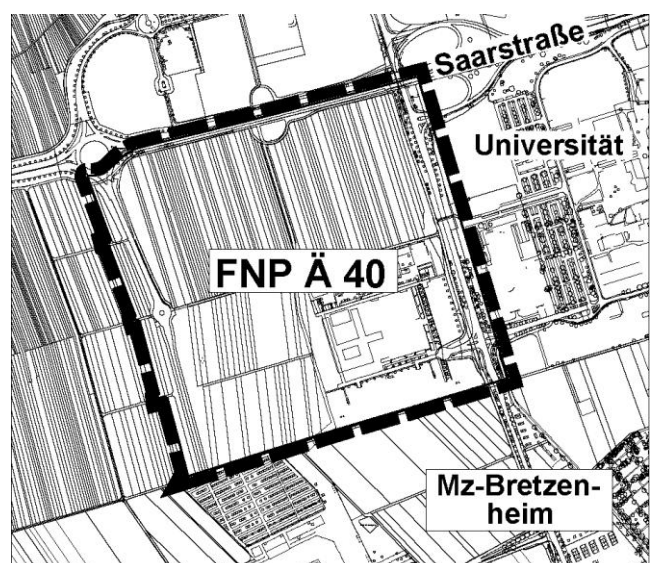 Saarstraße
Universität
FNP Ä 40
Mz-Bretzen-
heim